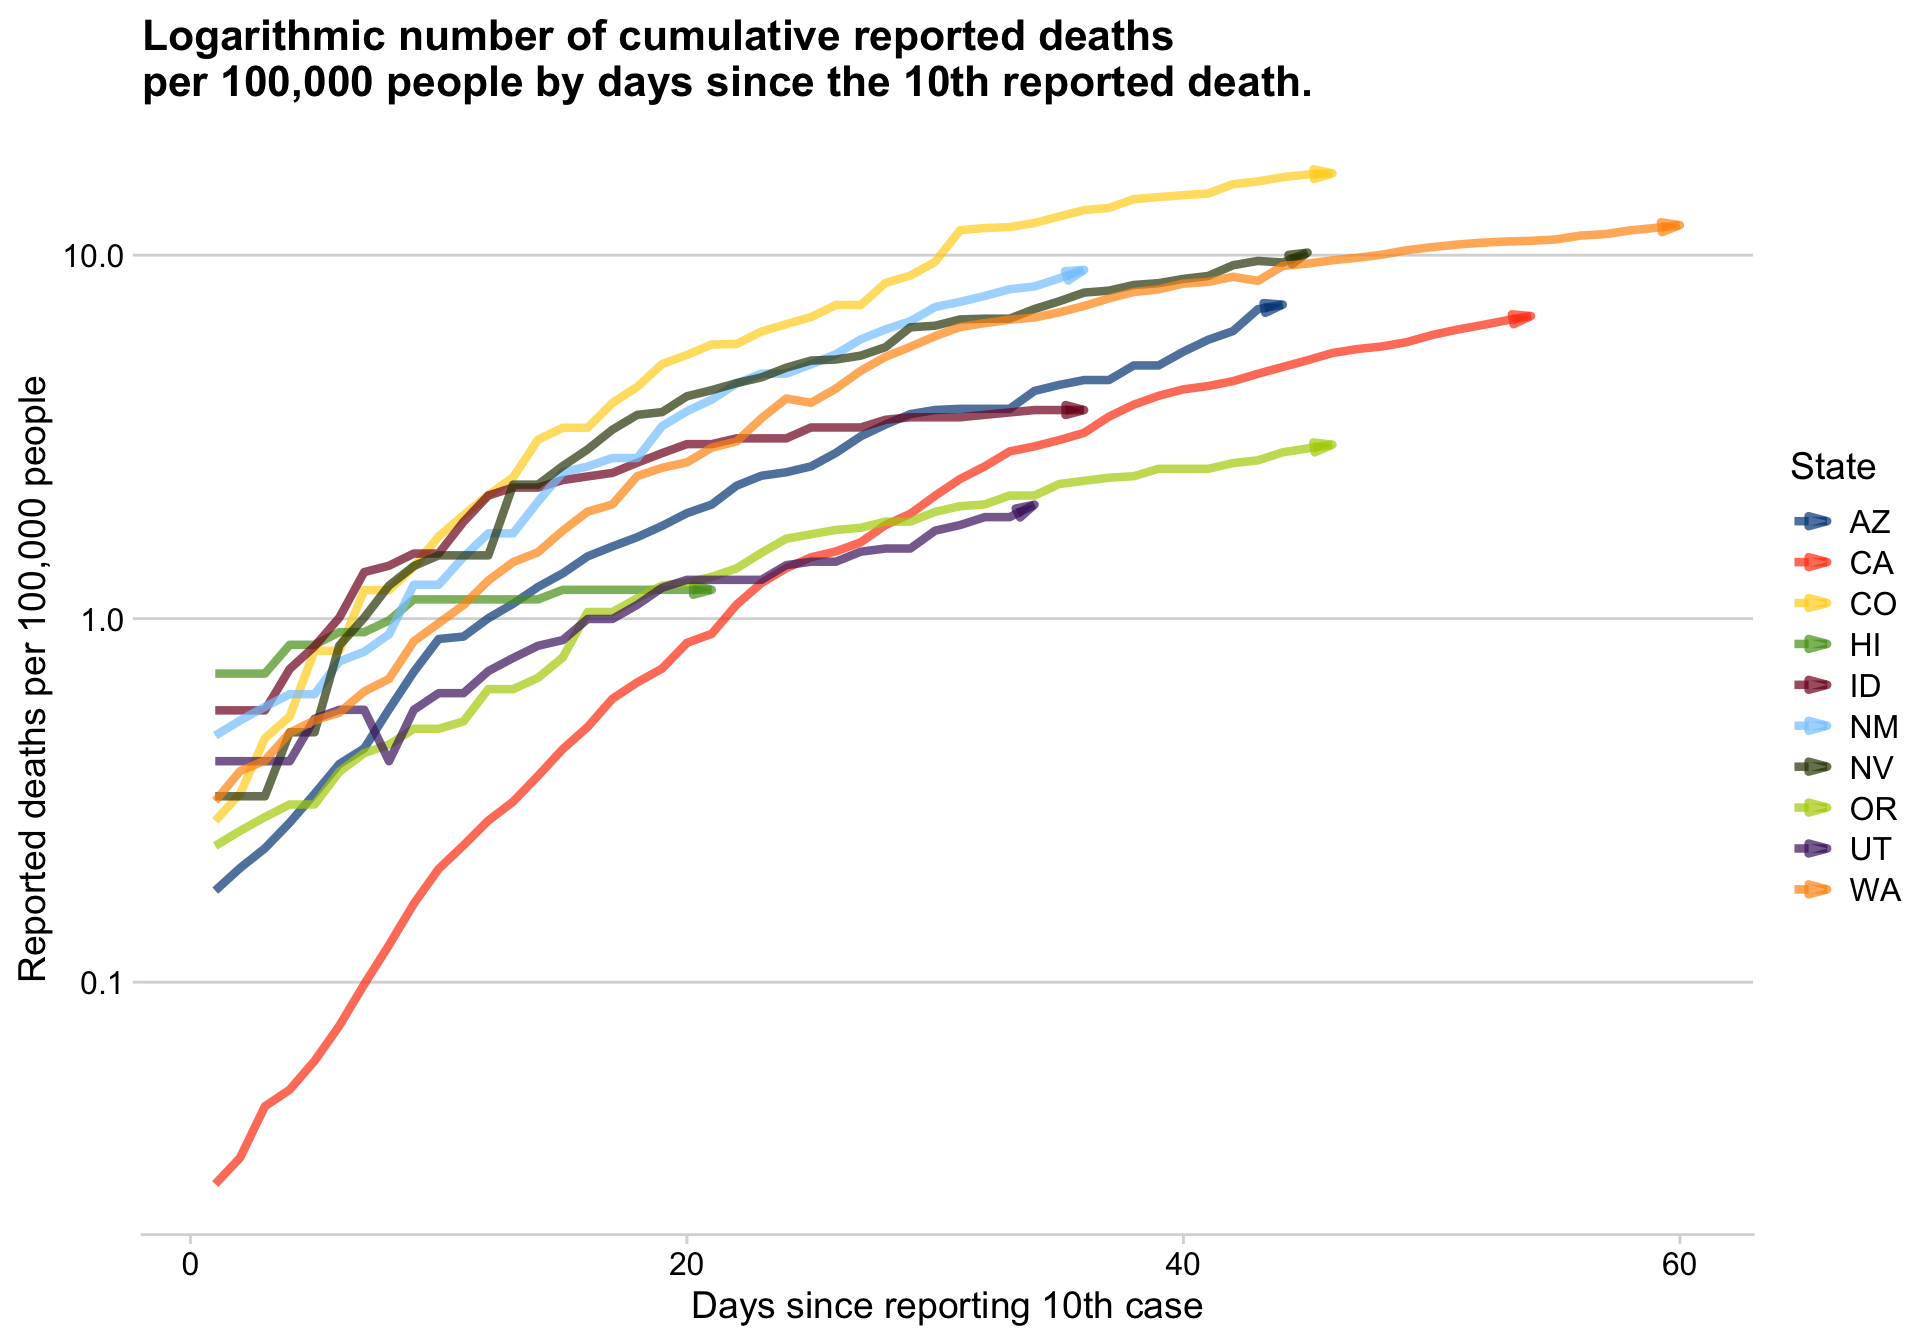 Logarithmic number of cumulative reported deaths
per 100,000 people by days since the 10th reported death.
Reported deaths per 100,000 people
10.0
1.0
0.1
0
20
40
60
Days since reporting 10th case
State
AZ
CA
CO
HI
ID
NM
NV
OR
UT
WA